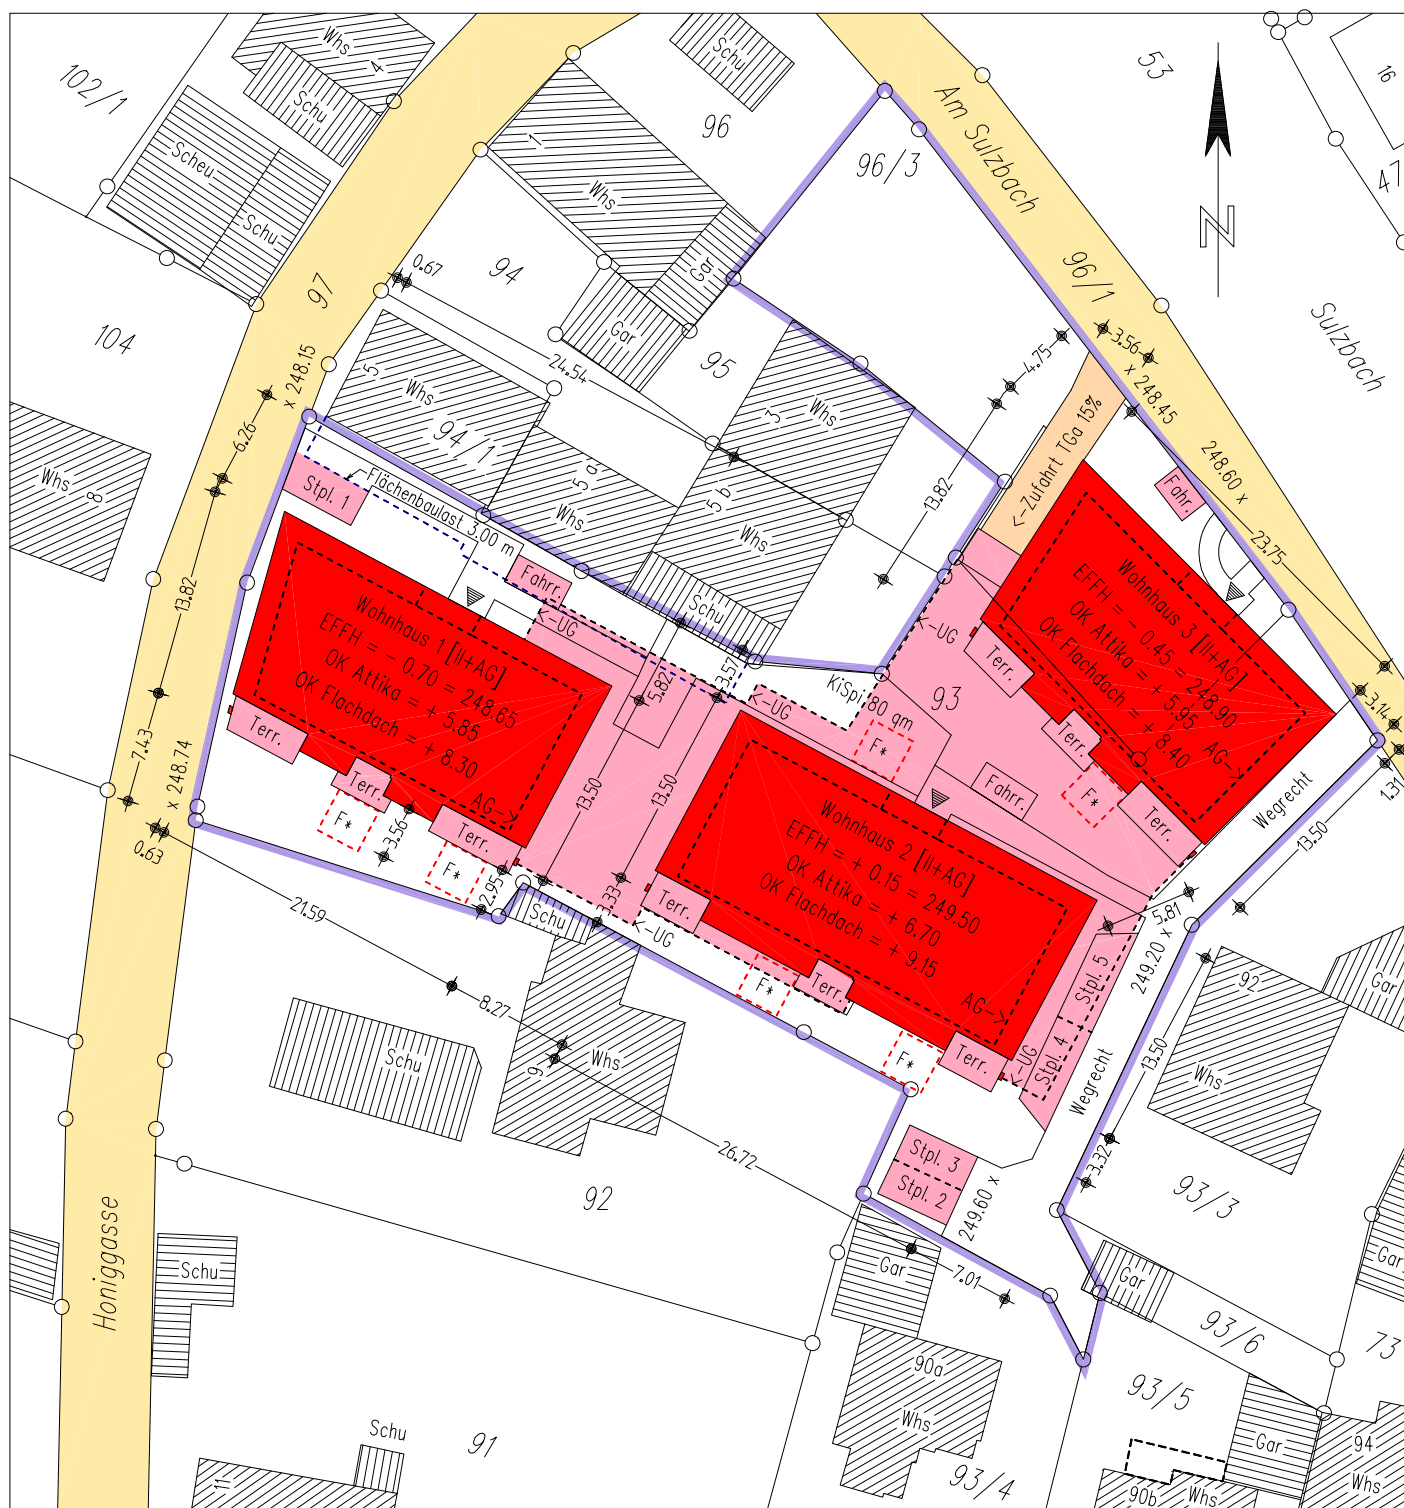 102/1
Whs
4
Schu
Scheu
Schu
Schu
96
1
Whs
Gar
Gar
94
97
104
x 248.15
0.67
24.54
95
96/3
Am Sulzbach
53
16
47
N
96/1
Sulzbach
3.56
x 248.45
248.60 x
23.75
4.75
13.82
<-Zufahrt TGa 15%
Fahr.
Whs
3
5
Whs
94/1
5 a
Whs
5 b
Whs
Schu
Whs
8
6.26
13.82
7.43
x 248.74
0.63
Stpl. 1
Flächenbaulast 3,00 m
Fahrr.
<-UG
Wohnhaus 1 [II+AG]
EFFH = - 0.70 = 248.65
OK Attika = + 5.85
OK Flachdach = + 8.30
AG->
Terr.
Terr.
Terr.
F*
F*
3.56
2.95
5.82
3.57
13.50
13.50
3.33
<-UG
<-UG
KiSpi 80 qm
F*
93
<-UG
Wohnhaus 3 [II+AG]
EFFH = - 0.45 = 248.90
OK Attika = + 5.95
OK Flachdach = + 8.40
AG->
Terr.
Terr.
Terr.
F*
Fahrr.
3.14
1.31
13.50
Wegrecht
Wohnhaus 2 [II+AG]
EFFH = + 0.15 = 249.50
OK Attika = + 6.70
OK Flachdach = + 9.15
AG->
Terr.
Terr.
Terr.
F*
F*
<-UG
Stpl. 5
Stpl. 4
5.81
249.20 x
Wegrecht
13.50
3.32
92
Whs
Gar
Schu
21.59
8.27
Schu
9
Whs
26.72
92
Stpl. 3
Stpl. 2
249.60 x
Gar
7.01
93/3
Gar
Gar
93/6
73
93/5
Honiggasse
Schu
Schu
91
11
90a
Whs
93/4
90b
Whs
Gar
94
Whs